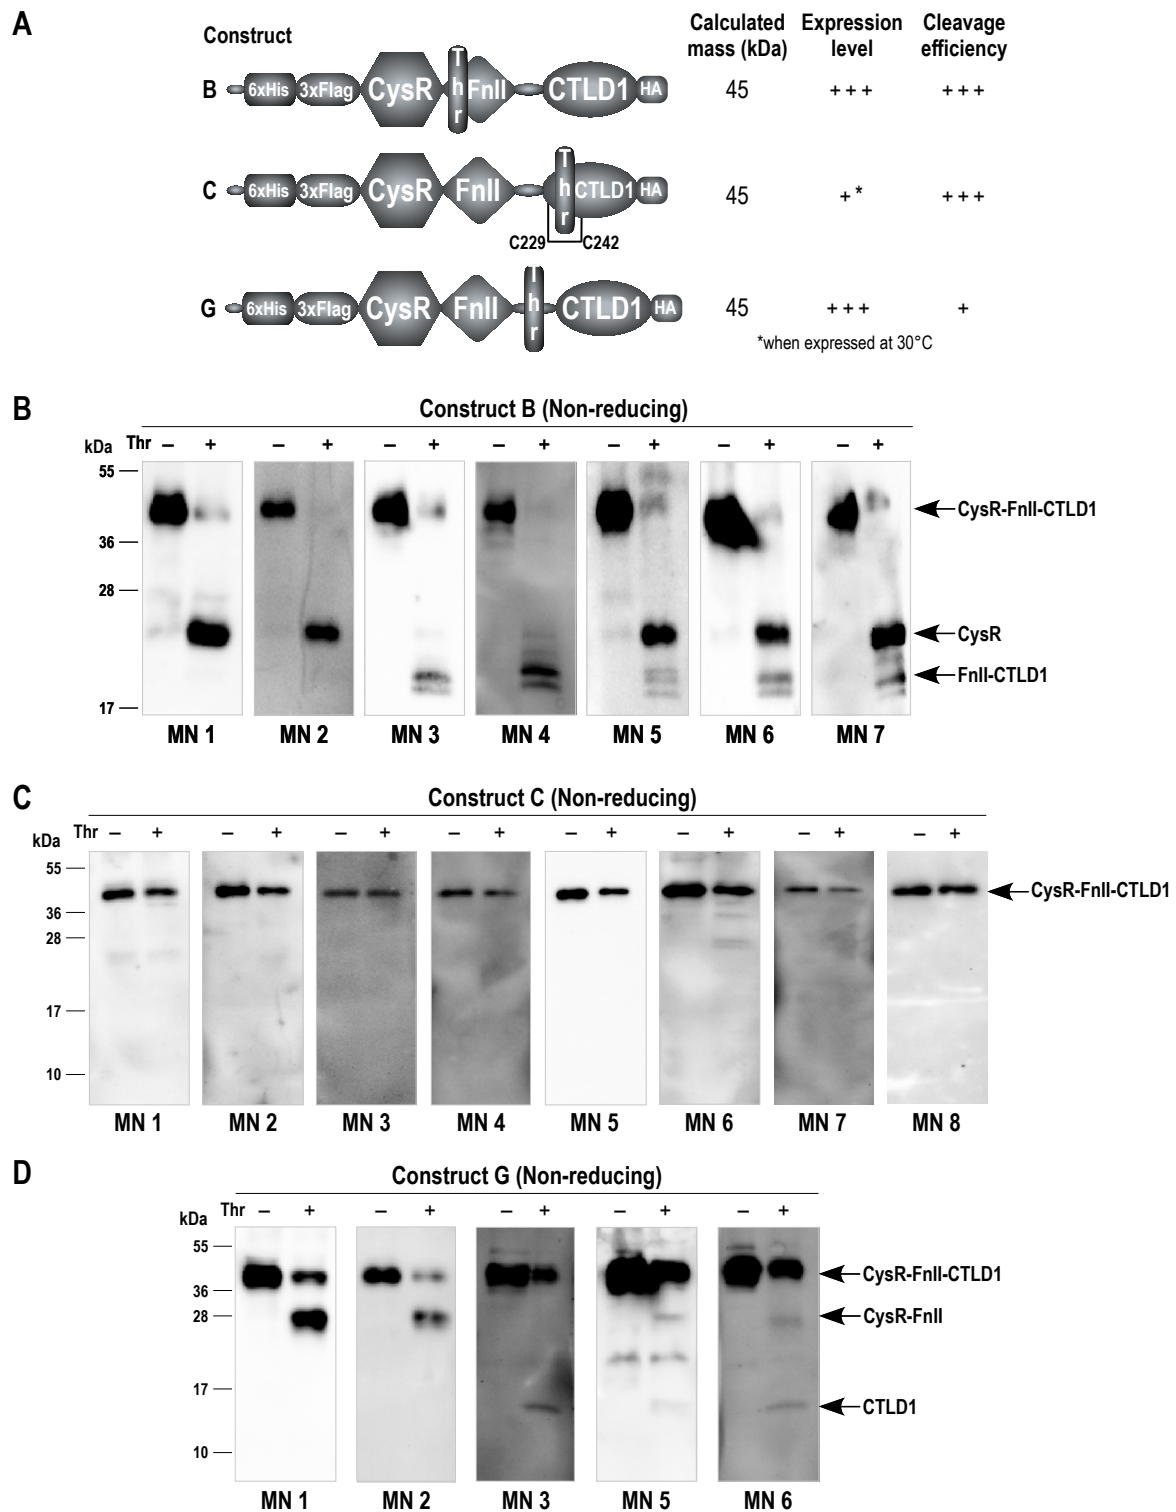 A
Construct
Calculated mass (kDa)
Expression level
Cleavage efficiency
B 6xHis 3xFlag CysR Thr FnII CTLD1 HA 45 +++ +++
C 6xHis 3xFlag CysR FnII Thr CTLD1 HA 45 +* +++
C229 C242
G 6xHis 3xFlag CysR FnII Thr CTLD1 HA 45 +++ +
*when expressed at 30°C
B
Construct B (Non-reducing)
kDa Thr – + – + – + – + – + – + – +
55
36
28
17
CysR-FnII-CTLD1
CysR
FnII-CTLD1
MN 1 MN 2 MN 3 MN 4 MN 5 MN 6 MN 7
C
Construct C (Non-reducing)
kDa Thr – + – + – + – + – + – + – + – +
55
36
28
17
10
CysR-FnII-CTLD1
MN 1 MN 2 MN 3 MN 4 MN 5 MN 6 MN 7 MN 8
D
Construct G (Non-reducing)
kDa Thr – + – + – + – + – +
55
36
28
17
10
CysR-FnII-CTLD1
CysR-FnII
CTLD1
MN 1 MN 2 MN 3 MN 5 MN 6